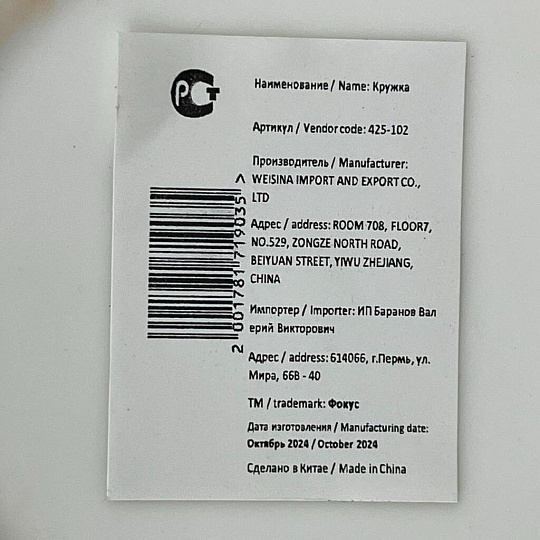 РСТ
Наименование / Name: Кружка
Артикул / Vendor code: 425-102
Производитель / Manufacturer:
WEISINA IMPORT AND EXPORT CO.,
LTD
Адрес / address: ROOM 708, FLOOR7,
NO.529, ZONGZE NORTH ROAD,
BEIYUAN STREET, YIWU ZHEJIANG,
CHINA
Импортер / Importer: ИП Баранов Вал
ерий Викторович
Адрес / address: 614066, г.Пермь, ул.
Мира, 66В - 40
ТМ / trademark: Фокус
Дата изготовления / Manufacturing date:
Октябрь 2024 / October 2024
Сделано в Китае / Made in China
2 001781 719035 >